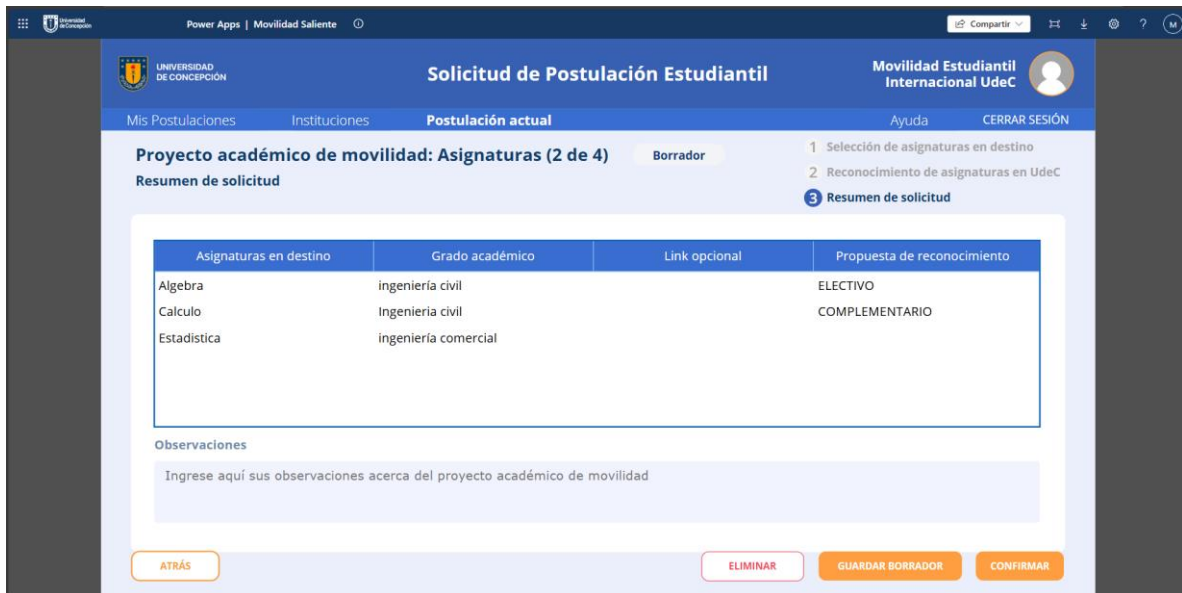 Universidad de Concepción
Power Apps | Movilidad Saliente
Compartir
?
M
UNIVERSIDAD
DE CONCEPCIÓN
Solicitud de Postulación Estudiantil
Movilidad Estudiantil
Internacional UdeC
Mis Postulaciones Instituciones Postulación actual Ayuda CERRAR SESIÓN
Proyecto académico de movilidad: Asignaturas (2 de 4) Borrador
Resumen de solicitud
1 Selección de asignaturas en destino
2 Reconocimiento de asignaturas en UdeC
3 Resumen de solicitud
Asignaturas en destino Grado académico Link opcional Propuesta de reconocimiento
Algebra ingeniería civil ELECTIVO
Calculo Ingenieria civil COMPLEMENTARIO
Estadistica ingeniería comercial
Observaciones
Ingrese aquí sus observaciones acerca del proyecto académico de movilidad
ATRÁS ELIMINAR GUARDAR BORRADOR CONFIRMAR